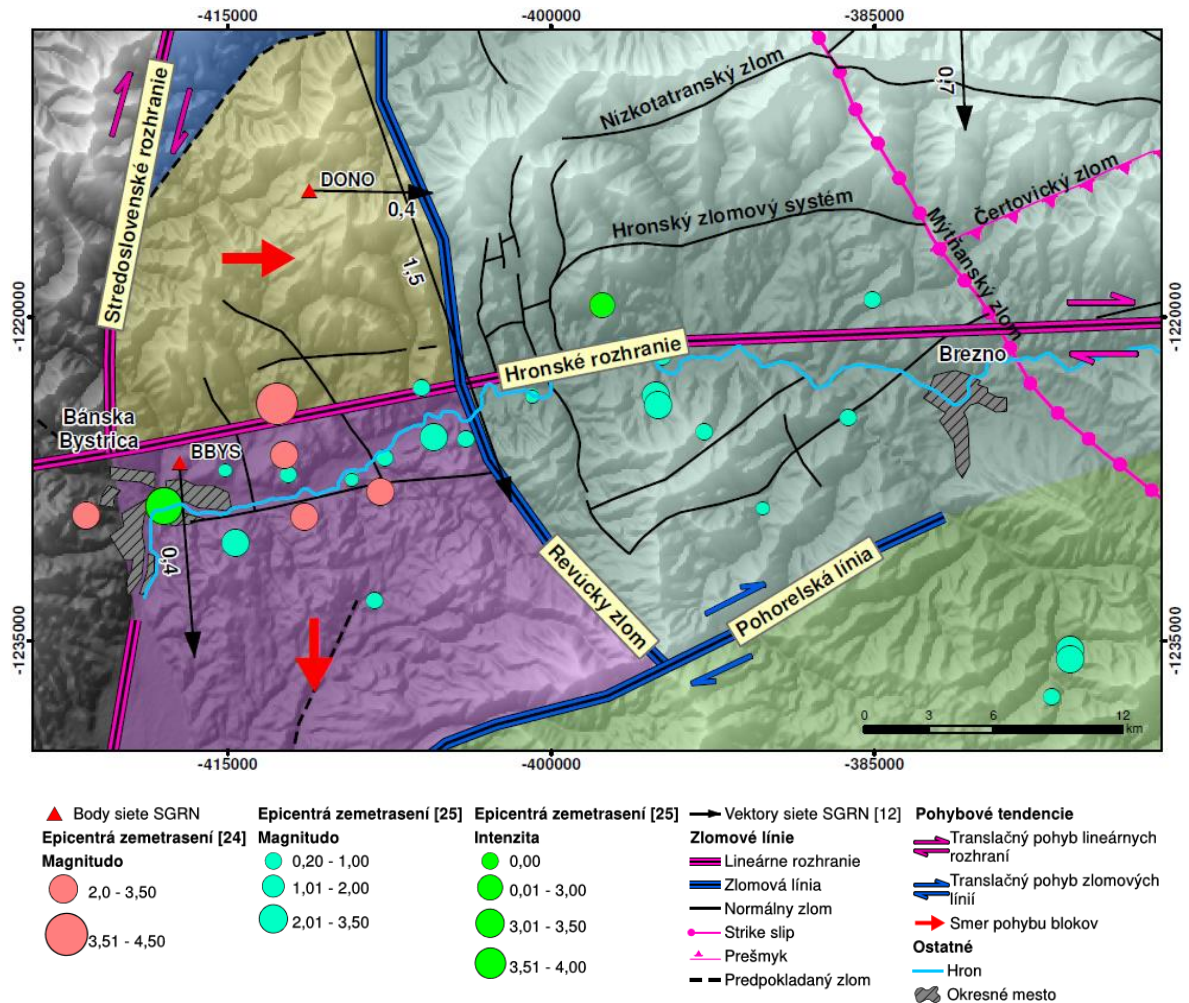 -415000
-400000
-385000
Stredoslovenské rozhranie
Nízkotatranský zlom
0,7
DONO
0,4
Hronský zlomový systém
Čertovický zlom
Mýtňanský zlom
1,5
-1220000
-1220000
Hronské rozhranie
Brezno
Bánska
Bystrica
BBYS
0,4
Revúcky zlom
Pohorelská línia
-1235000
-1235000
0 3 6 12
km
-415000
-400000
-385000
Body siete SGRN
Epicentrá zemetrasení [24]
Magnitudo
2,0 - 3,50
3,51 - 4,50
Epicentrá zemetrasení [25]
Magnitudo
0,20 - 1,00
1,01 - 2,00
2,01 - 3,50
Epicentrá zemetrasení [25]
Intenzita
0,00
0,01 - 3,00
3,01 - 3,50
3,51 - 4,00
Vektory siete SGRN [12]
Zlomové línie
Lineárne rozhranie
Zlomová línia
Normálny zlom
Strike slip
Prešmyk
Predpokladaný zlom
Pohybové tendencie
Translačný pohyb lineárnych
rozhraní
Translačný pohyb zlomových
línií
Smer pohybu blokov
Ostatné
Hron
Okresné mesto